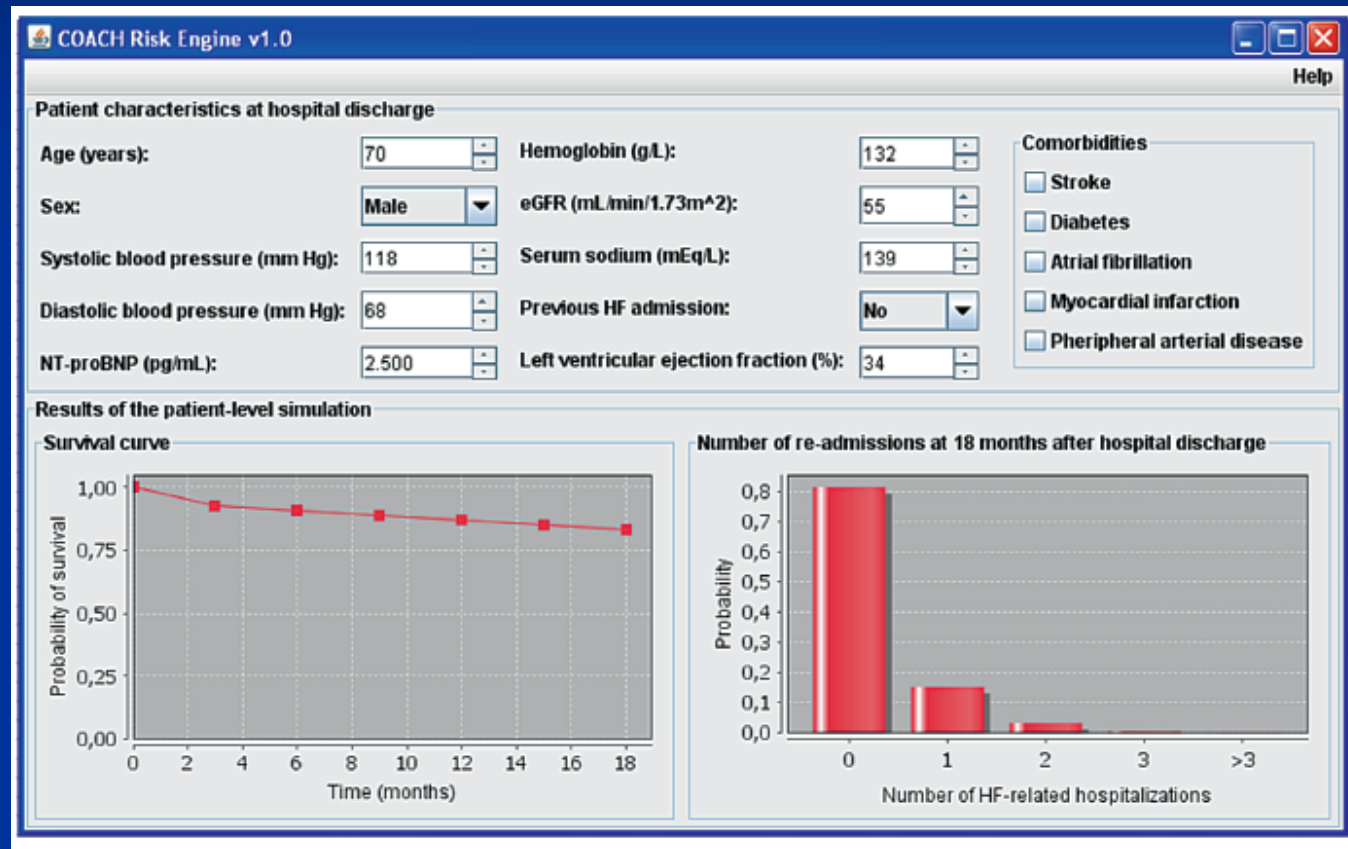 COACH Risk Engine v1.0
Help
Patient characteristics at hospital discharge
Age (years): 70
Sex: Male
Systolic blood pressure (mm Hg): 118
Diastolic blood pressure (mm Hg): 68
NT-proBNP (pg/mL): 2.500
Hemoglobin (g/L): 132
eGFR (mL/min/1.73m^2): 55
Serum sodium (mEq/L): 139
Previous HF admission: No
Left ventricular ejection fraction (%): 34
Comorbidities
Stroke
Diabetes
Atrial fibrillation
Myocardial infarction
Pheripheral arterial disease
Results of the patient-level simulation
Survival curve
Probability of survival
1,00
0,75
0,50
0,25
0,00
0 2 4 6 8 10 12 14 16 18
Time (months)
Number of re-admissions at 18 months after hospital discharge
Probability
0,8
0,7
0,6
0,5
0,4
0,3
0,2
0,1
0,0
0 1 2 3 >3
Number of HF-related hospitalizations